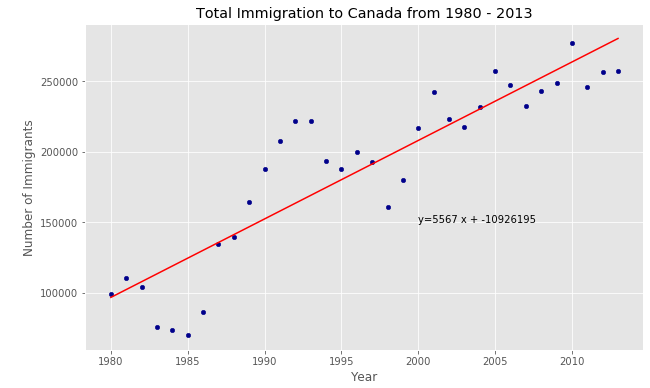 Total Immigration to Canada from 1980 - 2013
250000
200000
150000
100000
Number of Immigrants
y=5567 x + -10926195
1980 1985 1990 1995 2000 2005 2010
Year